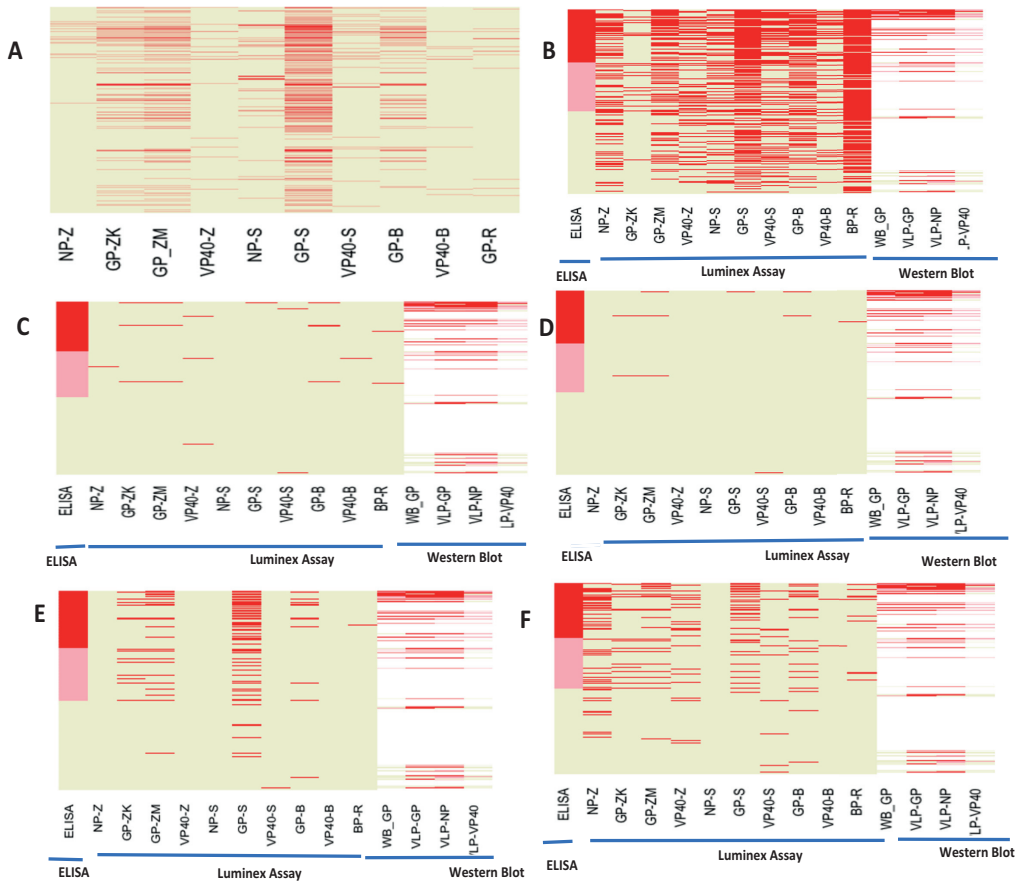 A
NP-Z GP-ZK GP_ZM VP40-Z NP-S GP-S VP40-S GP-B VP40-B GP-R
B
ELISA NP-Z GP-ZK GP-ZM VP40-Z NP-S GP-S VP40-S GP-B VP40-B BP-R WB_GP VLP-GP VLP-NP .P-VP40
ELISA Luminex Assay Western Blot
C
ELISA NP-Z GP-ZK GP-ZM VP40-Z NP-S GP-S VP40-S GP-B VP40-B BP-R WB_GP VLP-GP VLP-NP LP-VP40
ELISA Luminex Assay Western Blot
D
ELISA NP-Z GP-ZK GP-ZM VP40-Z NP-S GP-S VP40-S GP-B VP40-B BP-R WB_GP VLP-GP VLP-NP 'LP-VP40
ELISA Luminex Assay Western Blot
E
ELISA NP-Z GP-ZK GP-ZM VP40-Z NP-S GP-S VP40-S GP-B VP40-B BP-R WB_GP VLP-GP VLP-NP 'LP-VP40
ELISA Luminex Assay Western Blot
F
ELISA NP-Z GP-ZK GP-ZM VP40-Z NP-S GP-S VP40-S GP-B VP40-B BP-R WB_GP VLP-GP VLP-NP LP-VP40
ELISA Luminex Assay Western Blot